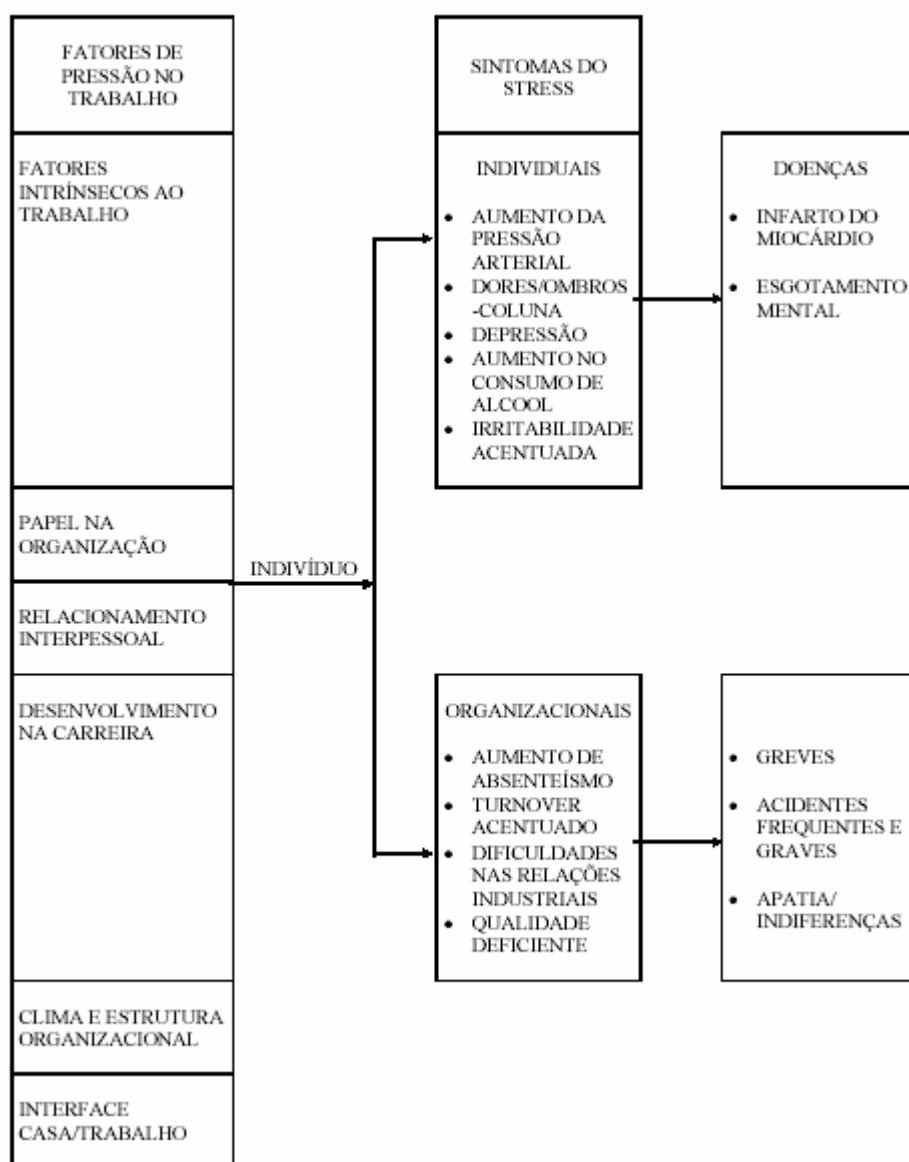 FATORES DE
PRESSÃO NO
TRABALHO
FATORES
INTRÍNSECOS AO
TRABALHO
PAPEL NA
ORGANIZAÇÃO
RELACIONAMENTO
INTERPESSOAL
DESENVOLVIMENTO
NA CARREIRA
CLIMA E ESTRUTURA
ORGANIZACIONAL
INTERFACE
CASA/TRABALHO
INDIVÍDUO
SINTOMAS DO
STRESS
INDIVIDUAIS
• AUMENTO DA
PRESSÃO
ARTERIAL
• DORES/OMBROS
-COLUNA
• DEPRESSÃO
• AUMENTO NO
CONSUMO DE
ALCOOL
• IRRITABILIDADE
ACENTUADA
DOENÇAS
• INFARTO DO
MIOCÁRDIO
• ESGOTAMENTO
MENTAL
ORGANIZACIONAIS
• AUMENTO DE
ABSENTEÍSMO
• TURNOVER
ACENTUADO
• DIFICULDADES
NAS RELAÇÕES
INDUSTRIAIS
• QUALIDADE
DEFICIENTE
• GREVES
• ACIDENTES
FREQUENTES E
GRAVES
• APATIA/
INDIFERENÇAS